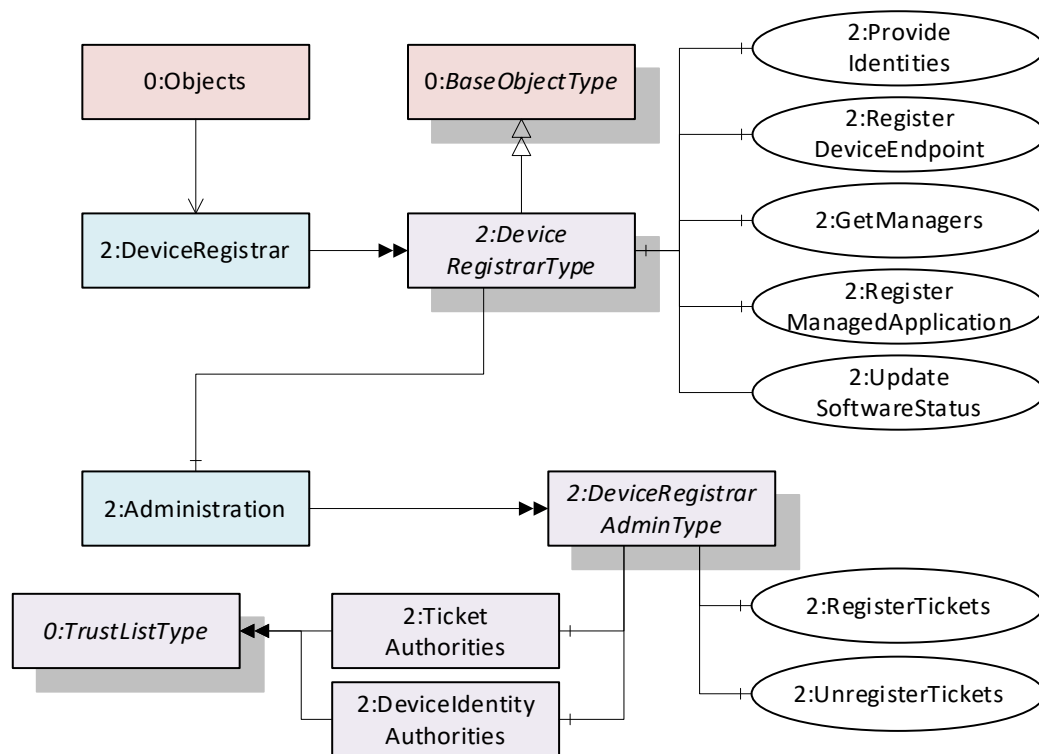 2:Provide
Identities
0:Objects
0:BaseObjectType
2:Register
DeviceEndpoint
2:DeviceRegistrar
2:Device
RegistrarType
2:GetManagers
2:Register
ManagedApplication
2:Update
SoftwareStatus
2:Administration
2:DeviceRegistrar
AdminType
0:TrustListType
2:Ticket
Authorities
2:RegisterTickets
2:DeviceIdentity
Authorities
2:UnregisterTickets